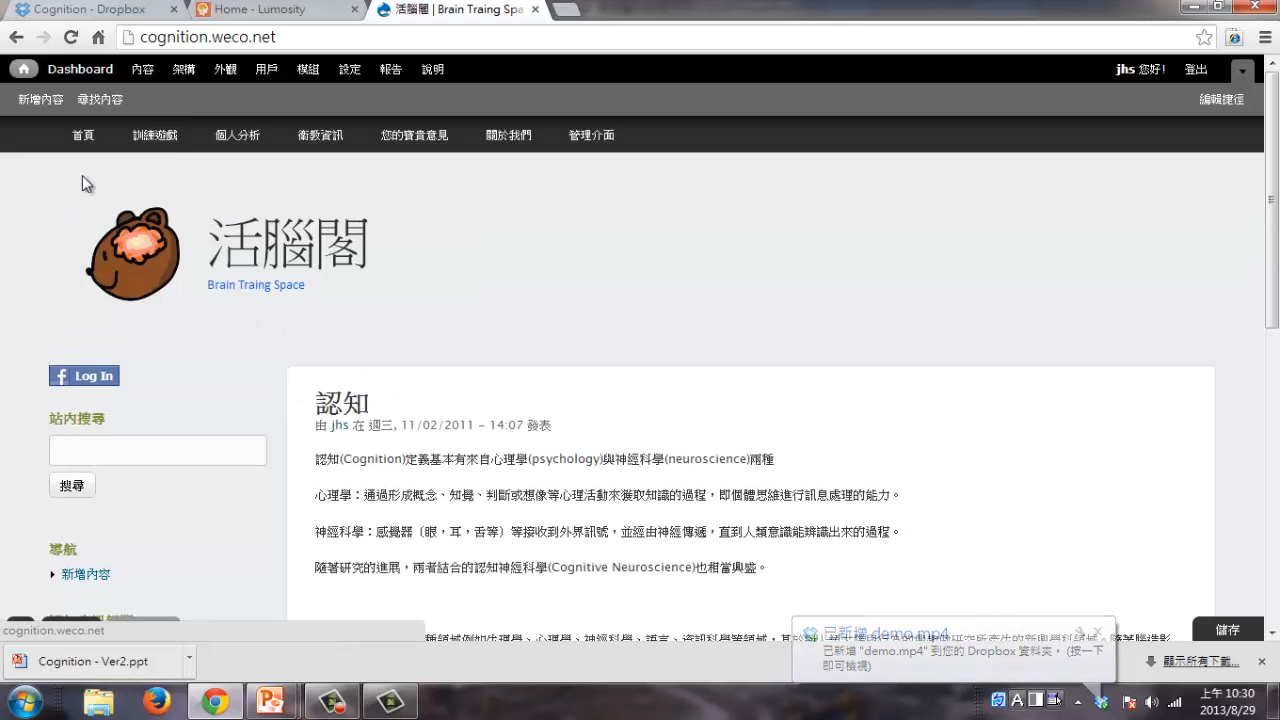 Cognition - Dropbox
Home - Lumosity
活腦閣 | Brain Traing Spa
cognition.weco.net
Dashboard 內容 架構 外觀 用戶 模組 設定 報告 說明
jhs 您好! 登出
新增內容 尋找內容
編輯捷徑
首頁 訓練遊戲 個人分析 衛教資訊 您的寶貴意見 關於我們 管理介面
活腦閣
Brain Traing Space
f Log In
站內搜尋
搜尋
導航
新增內容
認知
由 jhs 在 週三, 11/02/2011 - 14:07 發表
認知(Cognition)定義基本有來自心理學(psychology)與神經科學(neuroscience)兩種
心理學：通過形成概念、知覺、判斷或想像等心理活動來獲取知識的過程，即個體思維進行訊息處理的能力。
神經科學：感覺器〔眼，耳，舌等〕等接收到外界訊號，並經由神經傳遞，直到人類意識能辨識出來的過程。
隨著研究的進展，兩者結合的認知神經科學(Cognitive Neuroscience)也相當興盛。
cognition.weco.net
已新增 demo.mp4
已新增 "demo.mp4" 到您的 Dropbox 資料夾。 (按一下
即可檢視)
儲存
Cognition - Ver2.ppt
顯示所有下載...
A
上午 10:30
2013/8/29